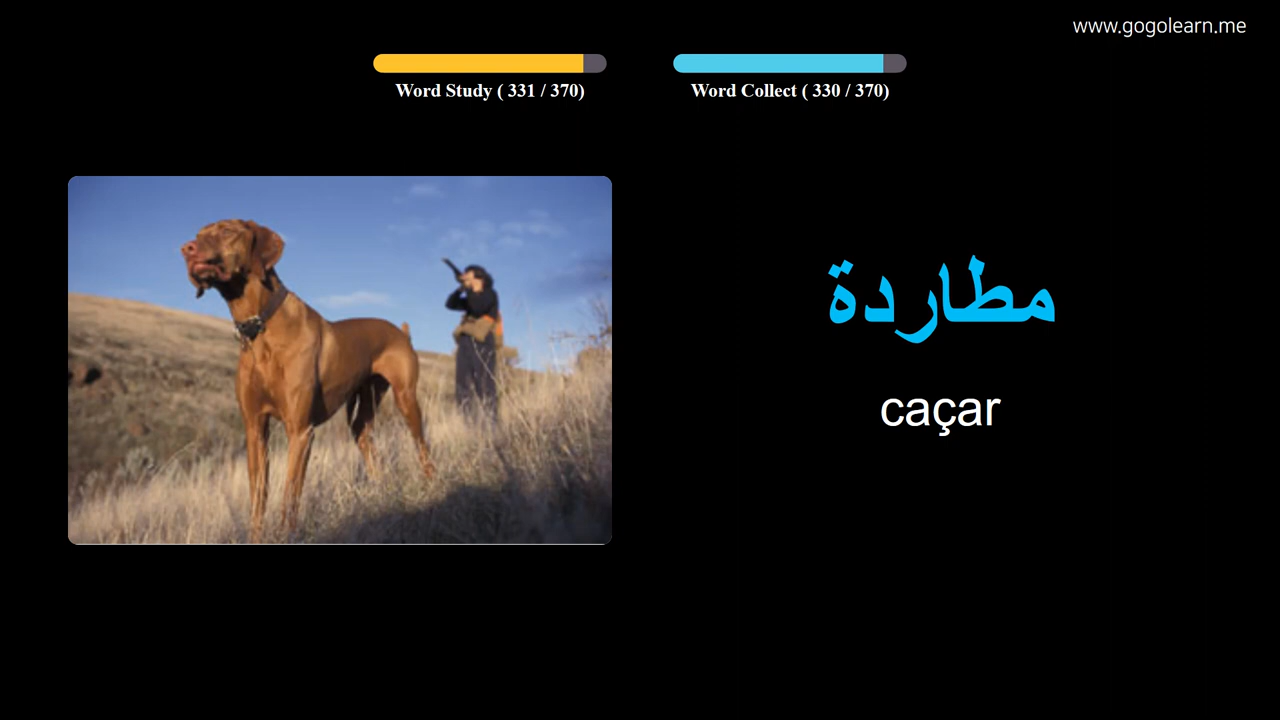 www.gogolearn.me
Word Study ( 331 / 370)
Word Collect ( 330 / 370)
مطاردة
caçar